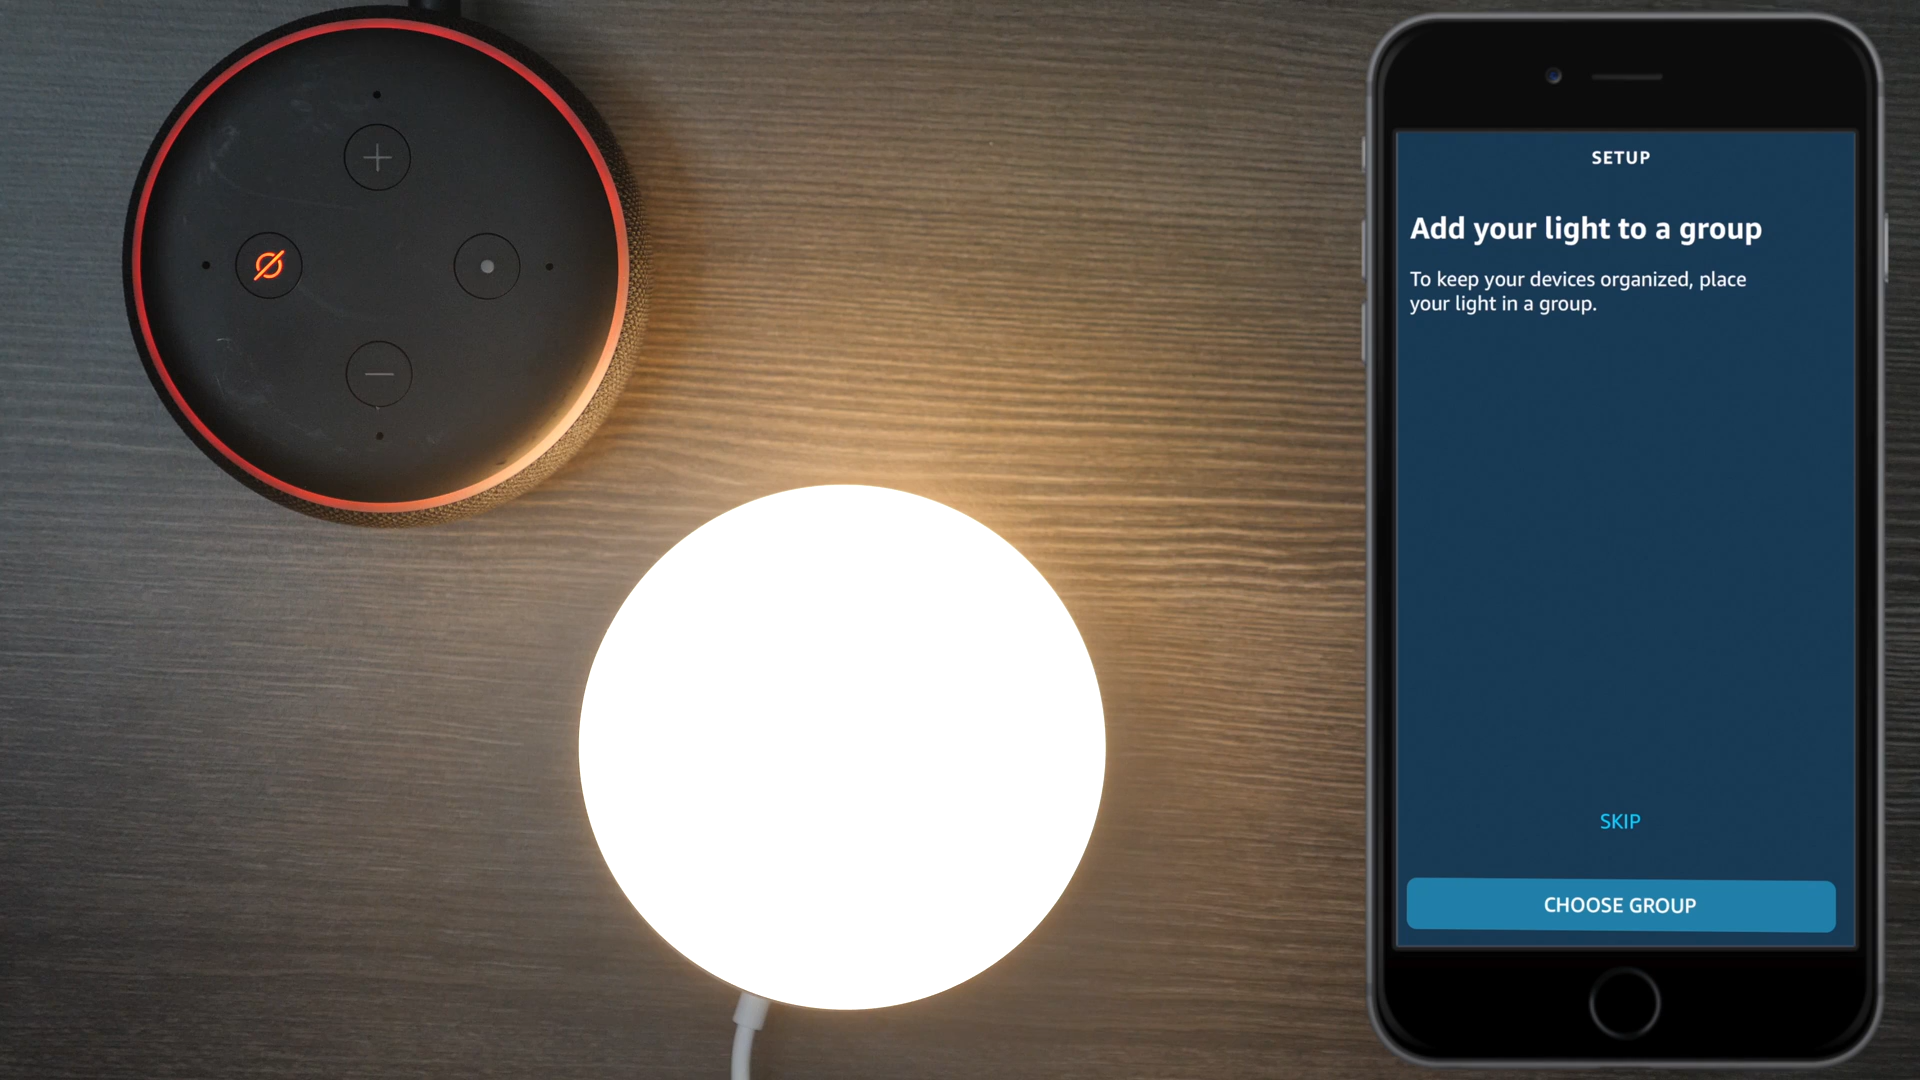 SETUP
Add your light to a group
To keep your devices organized, place
your light in a group.
SKIP
CHOOSE GROUP